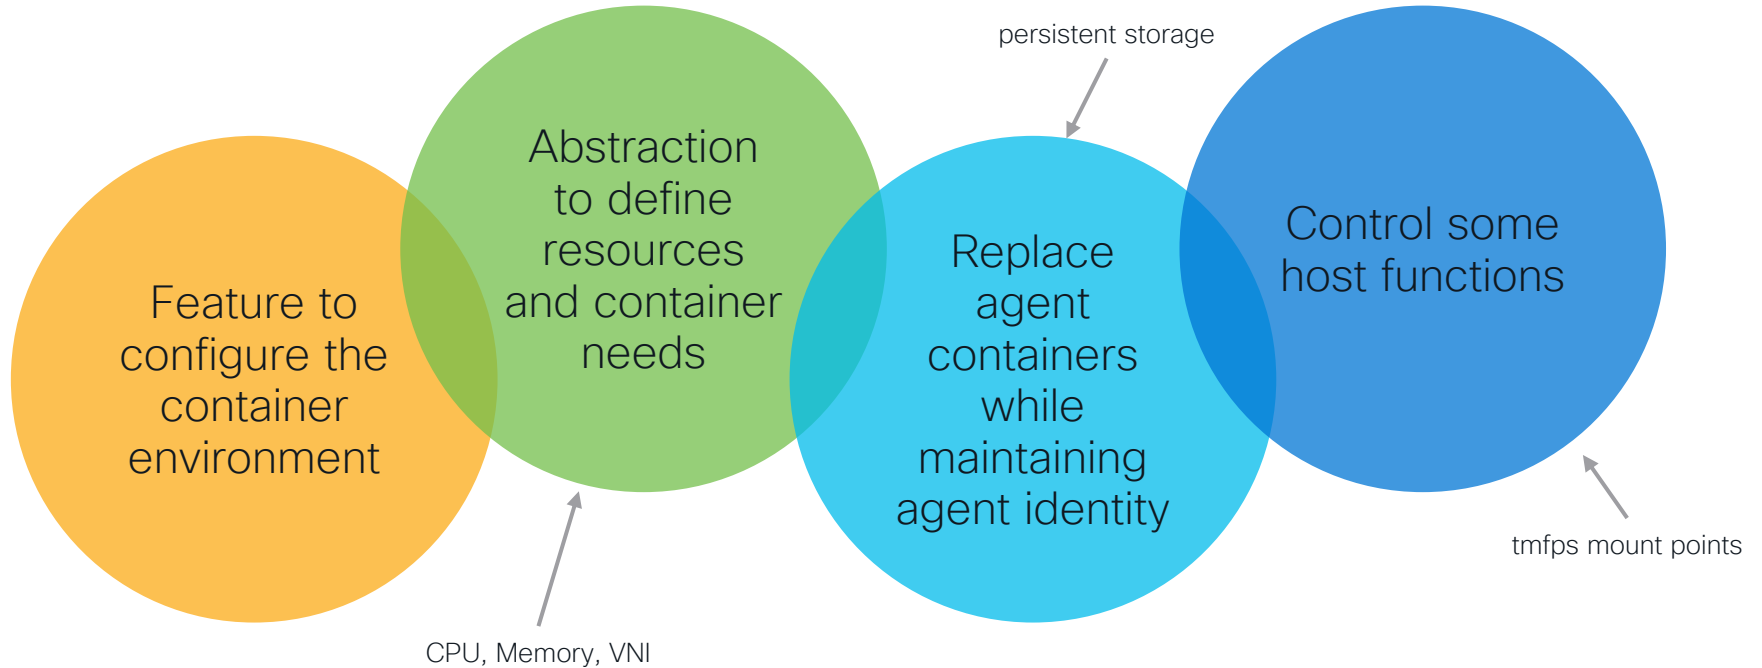 Feature to
configure the
container
environment
Abstraction
to define
resources
and container
needs
CPU, Memory, VNI
persistent storage
Replace
agent
containers
while
maintaining
agent identity
Control some
host functions
tmfps mount points